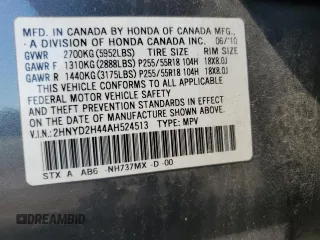 MFD. IN CANADA BY HONDA OF CANADA MFG.,
A DIVISION OF HONDA CANADA INC. 06/10
GVWR 2700KG(5952LBS) TIRE SIZE RIM SIZE
GAWR F 1310KG(2888LBS) P255/55R18 104H 18X8.0J
GAWR R 1440KG(3175LBS) P255/55R18 104H 18X8.0J
THIS VEHICLE CONFORMS TO ALL APPLICABLE
FEDERAL MOTOR VEHICLE SAFETY AND
THEFT PREVENTION STANDARDS IN EFFECT ON THE
DATE OF MANUFACTURE SHOWN ABOVE.
V.I.N.:2HNYD2H44AH524513 TYPE: MPV
STX A AB6 -NH737MX -D -00
DREAMBID